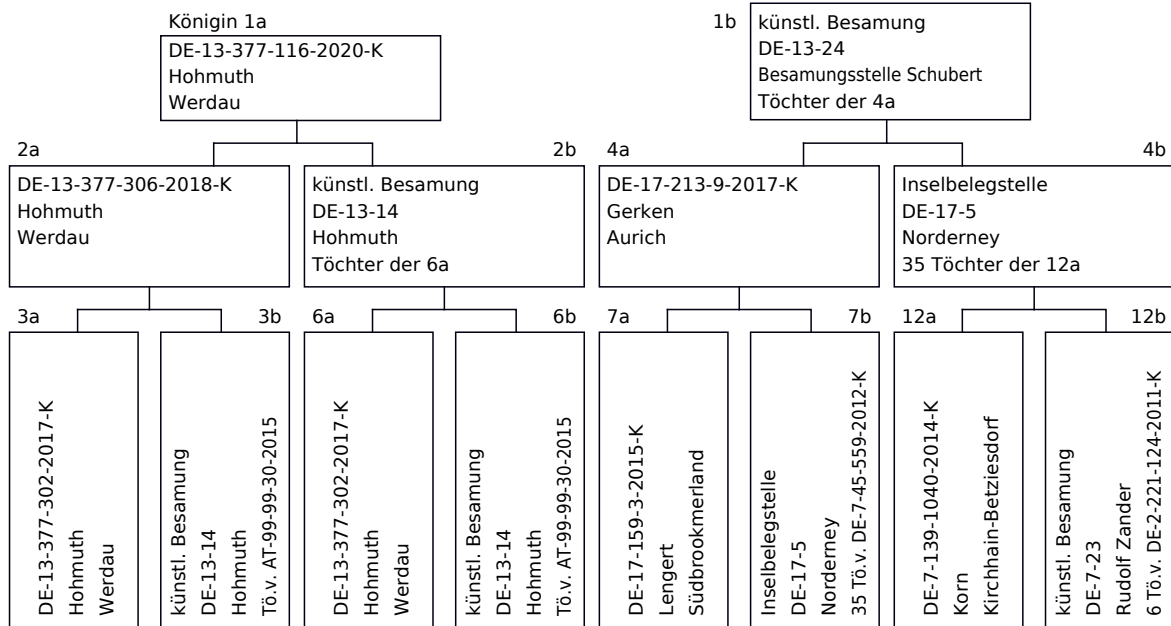 Königin 1a
DE-13-377-116-2020-K
Hohmuth
Werdau
1b
künstl. Besamung
DE-13-24
Besamungsstelle Schubert
Töchter der 4a
2a
DE-13-377-306-2018-K
Hohmuth
Werdau
2b
künstl. Besamung
DE-13-14
Hohmuth
Töchter der 6a
4a
DE-17-213-9-2017-K
Gerken
Aurich
4b
Inselbelegstelle
DE-17-5
Norderney
35 Töchter der 12a
3a
DE-13-377-302-2017-K
Hohmuth
Werdau
3b
künstl. Besamung
DE-13-14
Hohmuth
Tö.v. AT-99-99-30-2015
6a
DE-13-377-302-2017-K
Hohmuth
Werdau
6b
künstl. Besamung
DE-13-14
Hohmuth
Tö.v. AT-99-99-30-2015
7a
DE-17-159-3-2015-K
Lengert
Südbrookmerland
7b
Inselbelegstelle
DE-17-5
Norderney
35 Tö.v. DE-7-45-559-2012-K
12a
DE-7-139-1040-2014-K
Korn
Kirchhain-Betziesdorf
12b
künstl. Besamung
DE-7-23
Rudolf Zander
6 Tö.v. DE-2-221-124-2011-K